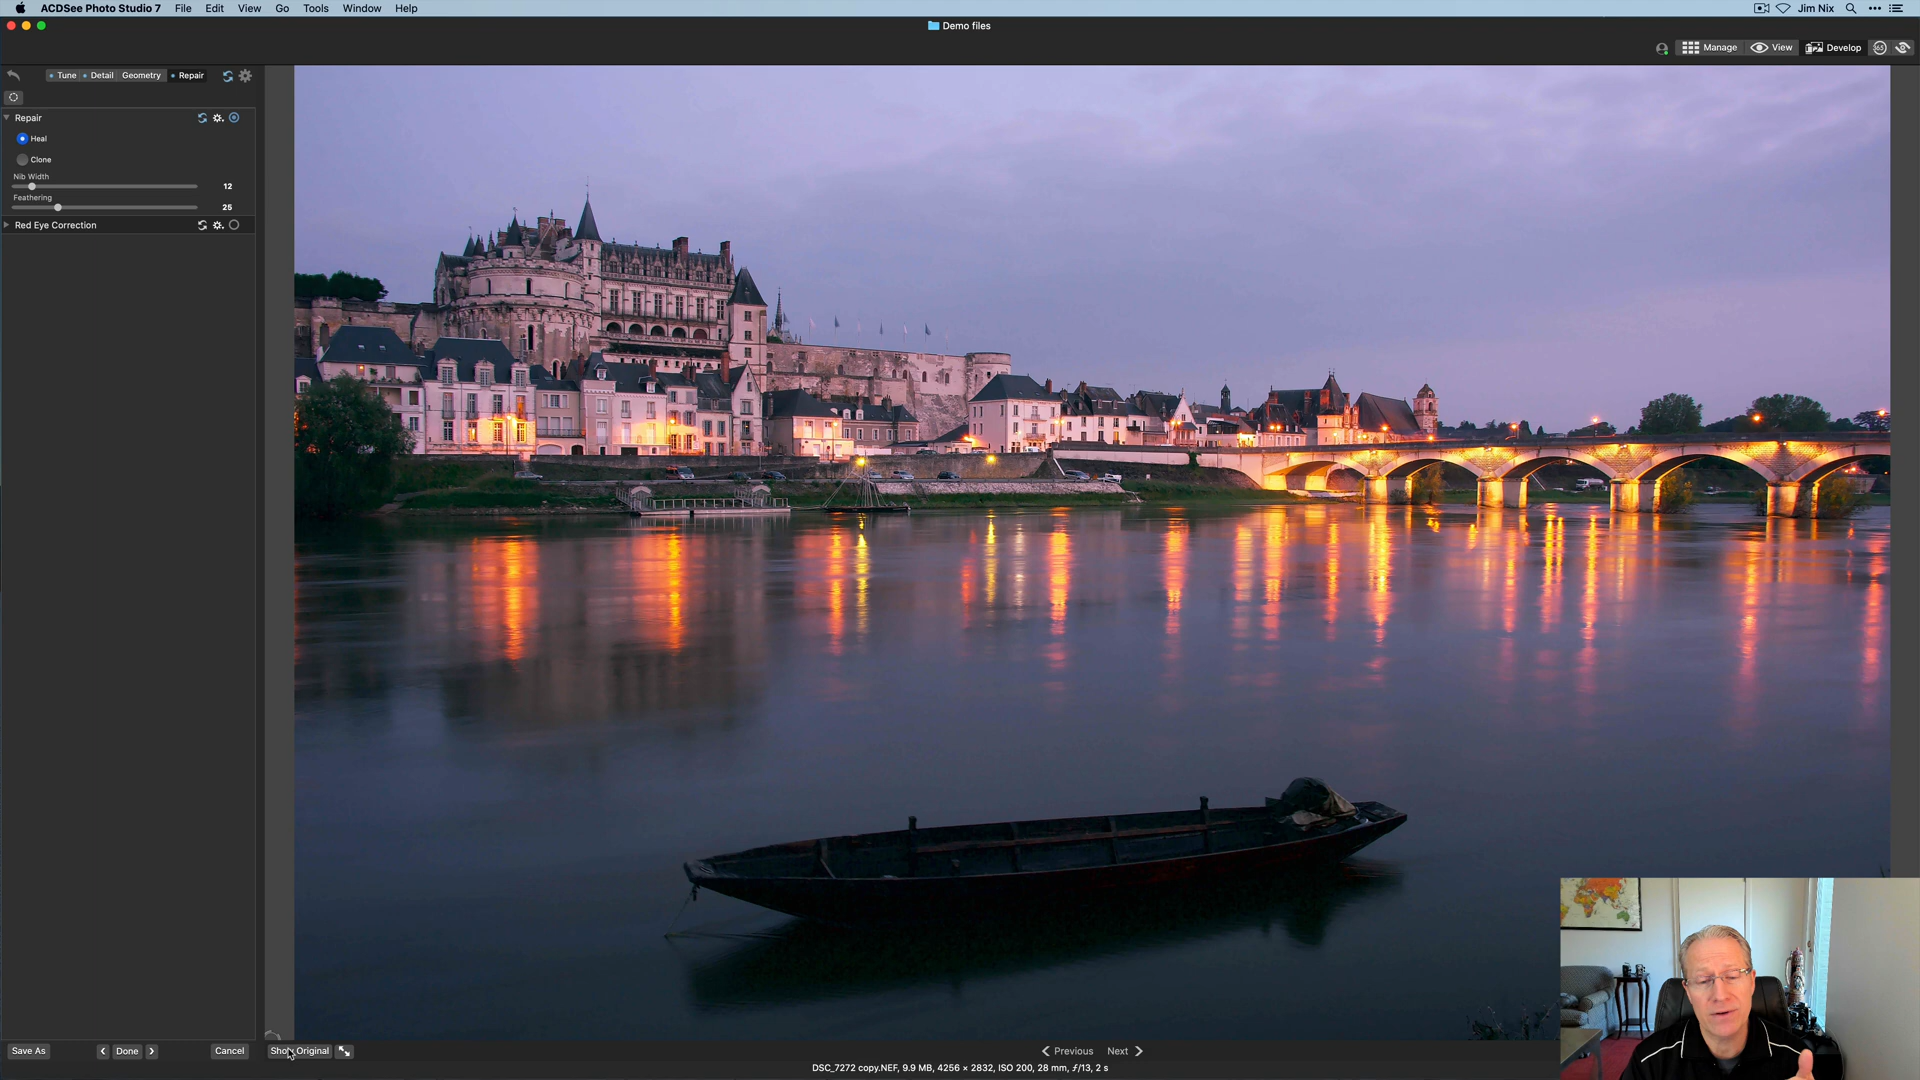 ACDSee Photo Studio 7 File Edit View Go Tools Window Help Jim Nix
Demo files
Manage View Develop 365
Tune Detail Geometry Repair
Repair
Heal
Clone
Nib Width
12
Feathering
25
Red Eye Correction
Save As Done Cancel Show Original Previous Next
DSC_7272 copy.NEF, 9.9 MB, 4256 × 2832, ISO 200, 28 mm, ƒ/13, 2 s